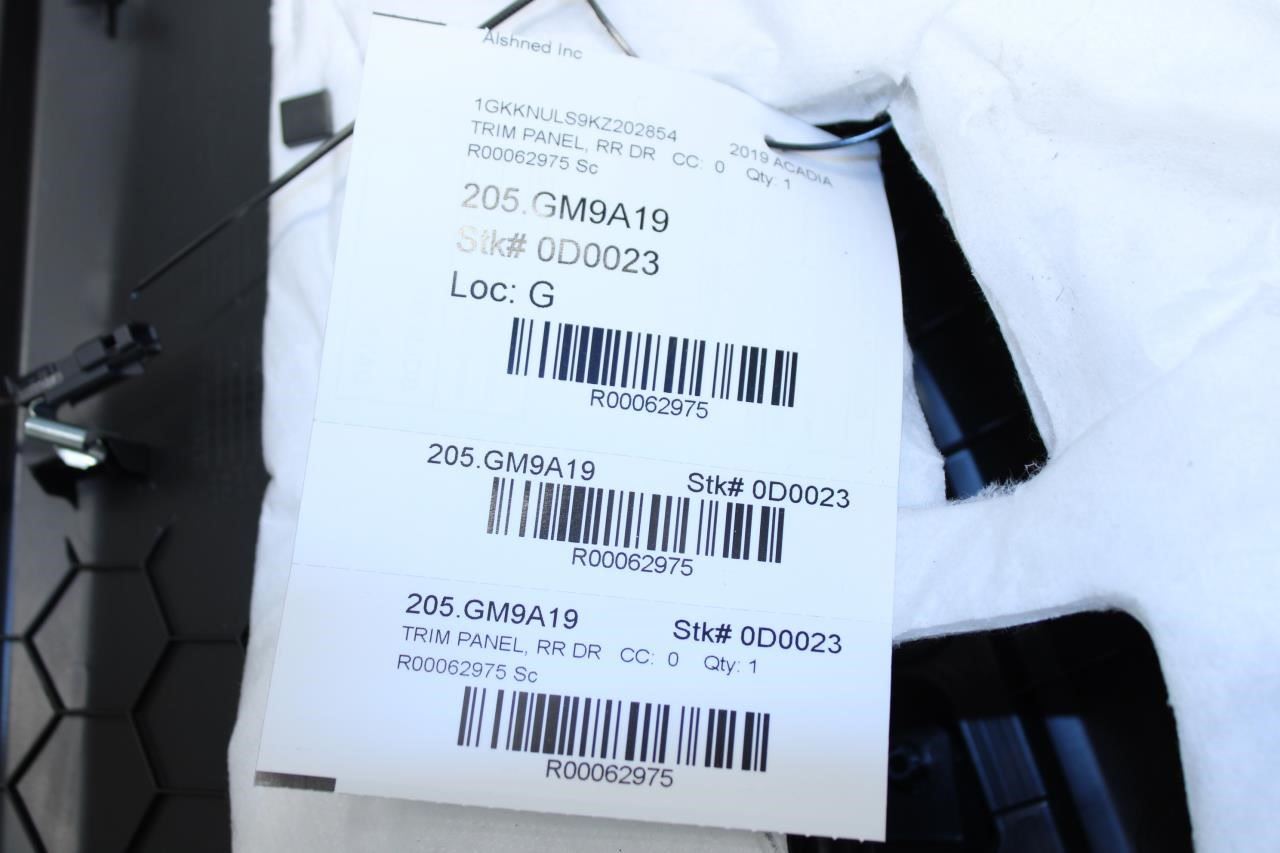 Alshned Inc
1GKKNULS9KZ202854
2019 ACADIA
TRIM PANEL, RR DR CC: 0 Qty: 1
R00062975 Sc
205.GM9A19
Stk# 0D0023
Loc: G
R00062975
205.GM9A19 Stk# 0D0023
R00062975
205.GM9A19 Stk# 0D0023
TRIM PANEL, RR DR CC: 0 Qty: 1
R00062975 Sc
R00062975